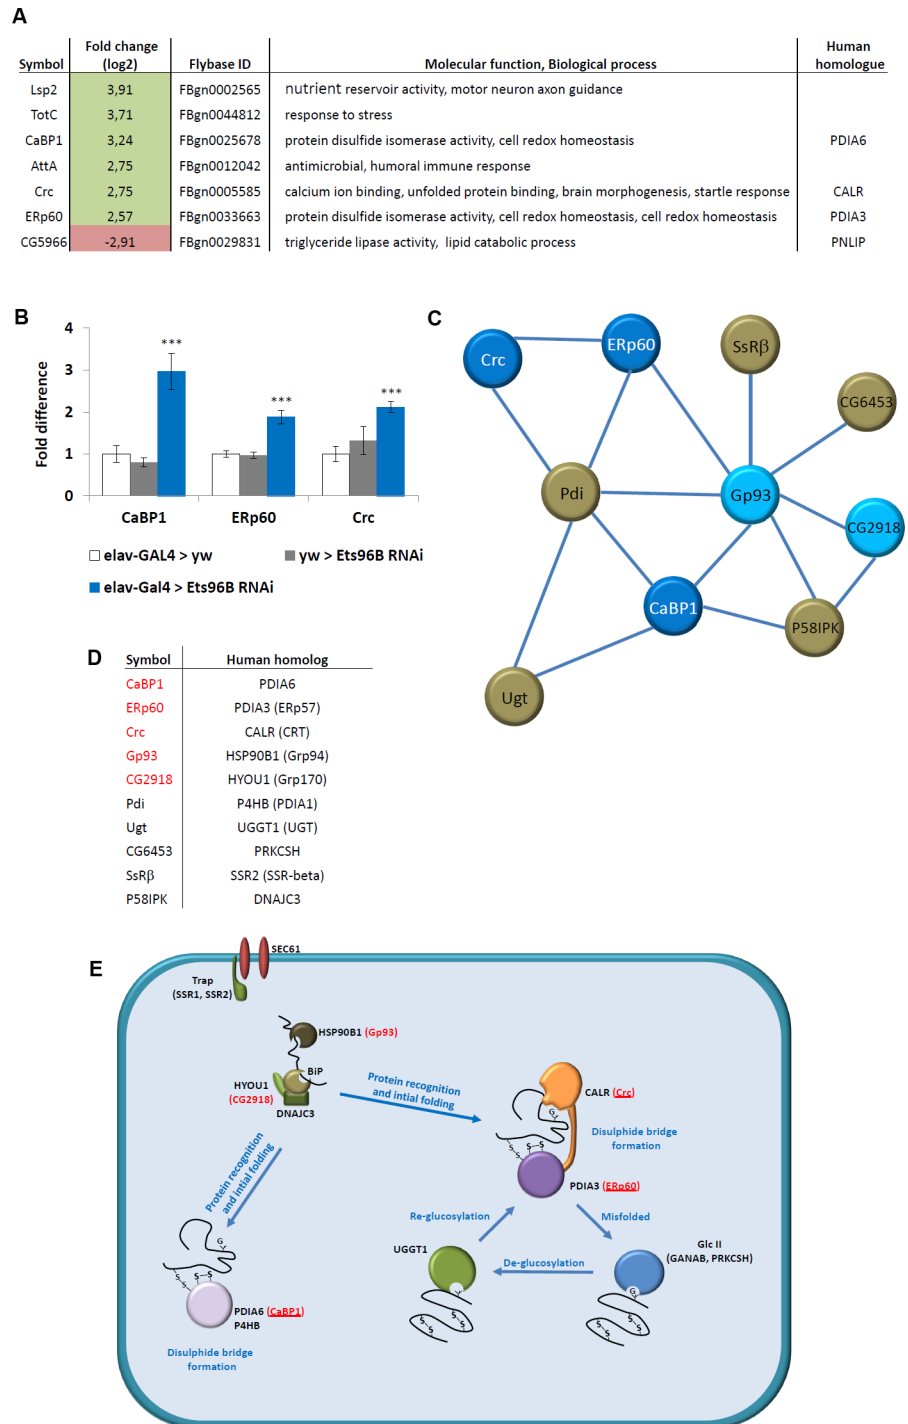 A
Symbol Fold change (log2) Flybase ID Molecular function, Biological process Human homologue
Lsp2 3,91 FBgn0002565 nutrient reservoir activity, motor neuron axon guidance
TotC 3,71 FBgn0044812 response to stress
CaBP1 3,24 FBgn0025678 protein disulfide isomerase activity, cell redox homeostasis PDIA6
AttA 2,75 FBgn0012042 antimicrobial, humoral immune response
Crc 2,75 FBgn0005585 calcium ion binding, unfolded protein binding, brain morphogenesis, startle response CALR
ERp60 2,57 FBgn0033663 protein disulfide isomerase activity, cell redox homeostasis, cell redox homeostasis PDIA3
CG5966 -2,91 FBgn0029831 triglyceride lipase activity, lipid catabolic process PNLIP
B
Fold difference
4
3
2
1
0
***
***
***
CaBP1 ERp60 Crc
elav-GAL4 > yw yw > Ets96B RNAi
elav-Gal4 > Ets96B RNAi
C
Crc
ERp60
SsRβ
CG6453
Pdi
Gp93
CG2918
CaBP1
P58IPK
Ugt
D
Symbol Human homolog
CaBP1 PDIA6
ERp60 PDIA3 (ERp57)
Crc CALR (CRT)
Gp93 HSP90B1 (Grp94)
CG2918 HYOU1 (Grp170)
Pdi P4HB (PDIA1)
Ugt UGGT1 (UGT)
CG6453 PRKCSH
SsRβ SSR2 (SSR-beta)
P58IPK DNAJC3
E
SEC61
Trap
(SSR1, SSR2)
HSP90B1 (Gp93)
BiP
HYOU1
(CG2918)
DNAJC3
Protein recognition
and intial folding
CALR (Crc)
G
Disulphide bridge
formation
S S-S
S
PDIA3 (ERp60)
Protein recognition
and intial folding
Re-glucosylation
Misfolded
UGGT1
De-glucosylation
Glc II
(GANAB, PRKCSH)
G
G
S S-S
S
S
S
S
S
PDIA6 (CaBP1)
P4HB
Disulphide bridge
formation